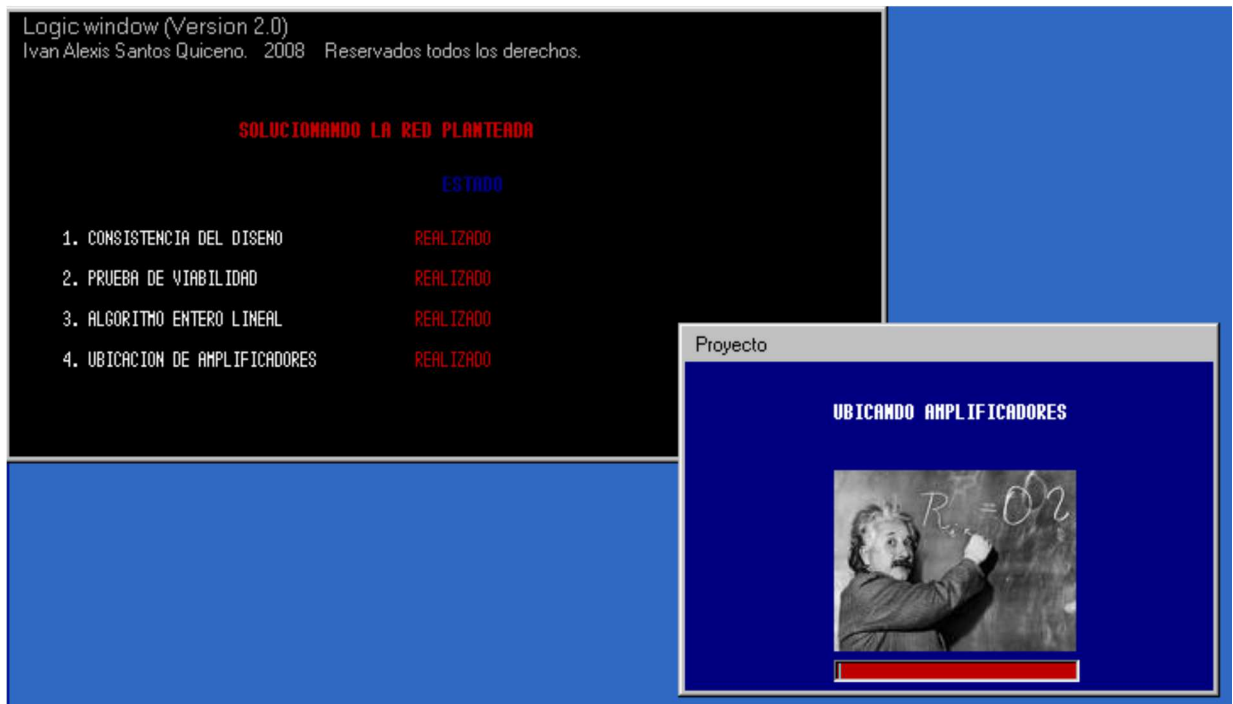 Logic window (Version 2.0)
Ivan Alexis Santos Quiceno. 2008 Reservados todos los derechos.
SOLUCIONANDO LA RED PLANTEADA
ESTADO
1. CONSISTENCIA DEL DISENO REALIZADO
2. PRUEBA DE VIABILIDAD REALIZADO
3. ALGORITMO ENTERO LINEAL REALIZADO
4. UBICACION DE AMPLIFICADORES REALIZADO
Proyecto
UBICANDO AMPLIFICADORES